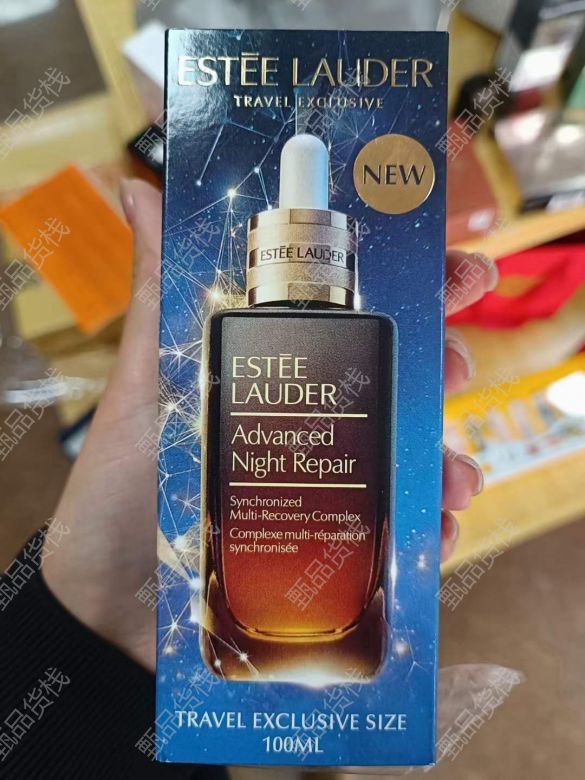 ESTĒE LAUDER
TRAVEL EXCLUSIVE
NEW
ESTĒE LAUDER
ESTĒE
LAUDER
Advanced
Night Repair
Synchronized
Multi-Recovery Complex
Complexe multi-réparation
synchronisée
TRAVEL EXCLUSIVE SIZE
100ML
甄品货栈